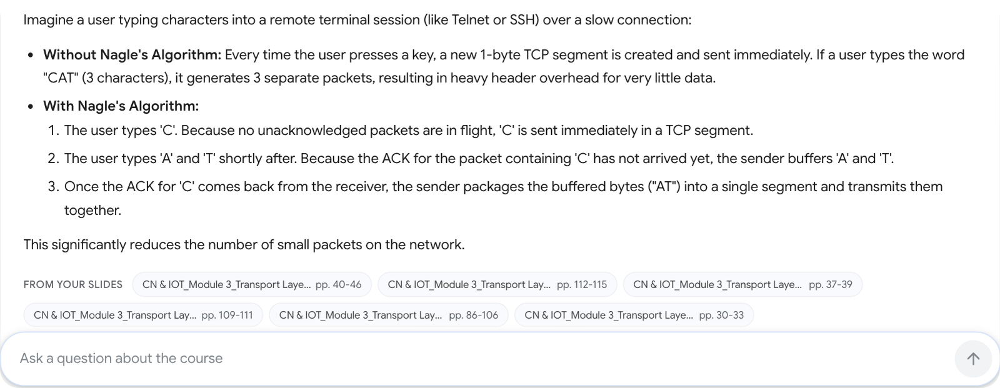 Imagine a user typing characters into a remote terminal session (like Telnet or SSH) over a slow connection:
• Without Nagle's Algorithm: Every time the user presses a key, a new 1-byte TCP segment is created and sent immediately. If a user types the word
"CAT" (3 characters), it generates 3 separate packets, resulting in heavy header overhead for very little data.
• With Nagle's Algorithm:
1. The user types 'C'. Because no unacknowledged packets are in flight, 'C' is sent immediately in a TCP segment.
2. The user types 'A' and 'T' shortly after. Because the ACK for the packet containing 'C' has not arrived yet, the sender buffers 'A' and 'T'.
3. Once the ACK for 'C' comes back from the receiver, the sender packages the buffered bytes ("AT") into a single segment and transmits them
together.
This significantly reduces the number of small packets on the network.
FROM YOUR SLIDES CN & IOT_Module 3_Transport Laye... pp. 40-46 CN & IOT_Module 3_Transport Lay... pp. 112-115 CN & IOT_Module 3_Transport Laye... pp. 37-39
CN & IOT_Module 3_Transport Lay... pp. 109-111 CN & IOT_Module 3_Transport Lay... pp. 86-106 CN & IOT_Module 3_Transport Laye... pp. 30-33
Ask a question about the course